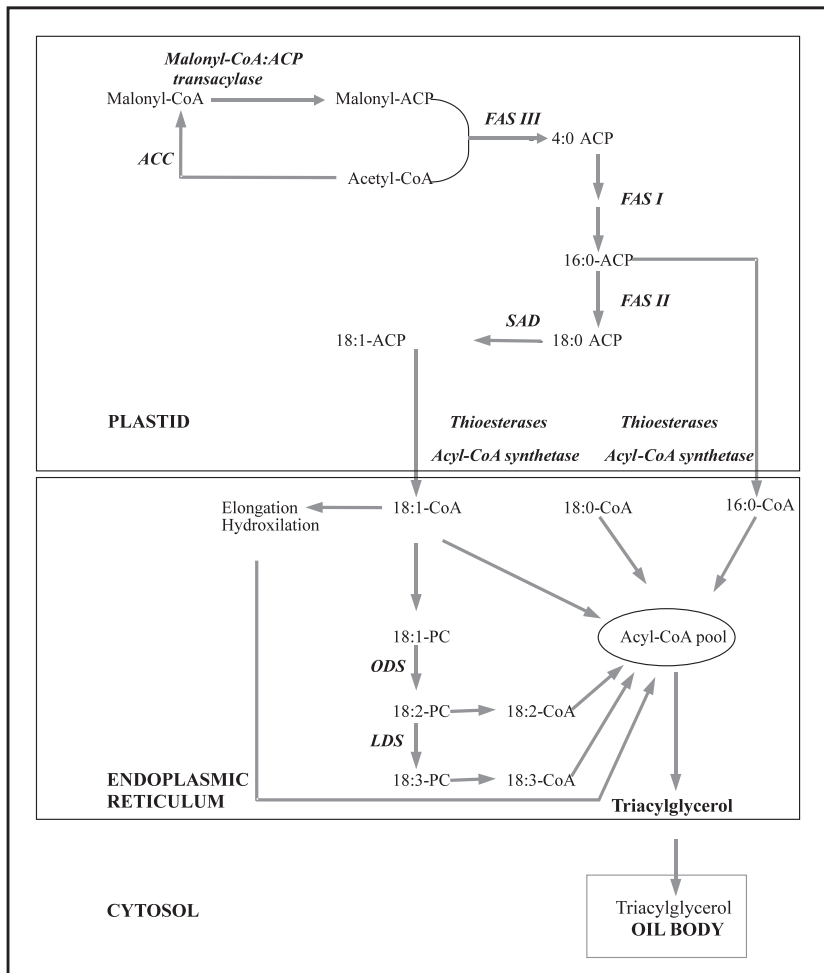 Malonyl-CoA:ACP
transacylase
Malonyl-CoA
Malonyl-ACP
FAS III
4:0 ACP
ACC
Acetyl-CoA
FAS I
16:0-ACP
FAS II
SAD
18:1-ACP
18:0 ACP
PLASTID
Thioesterases
Acyl-CoA synthetase
Thioesterases
Acyl-CoA synthetase
Elongation
Hydroxilation
18:1-CoA
18:0-CoA
16:0-CoA
18:1-PC
Acyl-CoA pool
ODS
18:2-PC
18:2-CoA
LDS
18:3-PC
18:3-CoA
ENDOPLASMIC
RETICULUM
Triacylglycerol
CYTOSOL
Triacylglycerol
OIL BODY